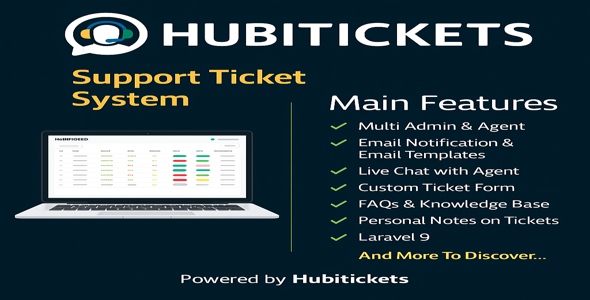 HUBITICKETS
Support Ticket
System
Main Features
Multi Admin & Agent
Email Notification &
Email Templates
Live Chat with Agent
Custom Ticket Form
FAQs & Knowledge Base
Personal Notes on Tickets
Laravel 9
And More To Discover...
Powered by Hubitickets